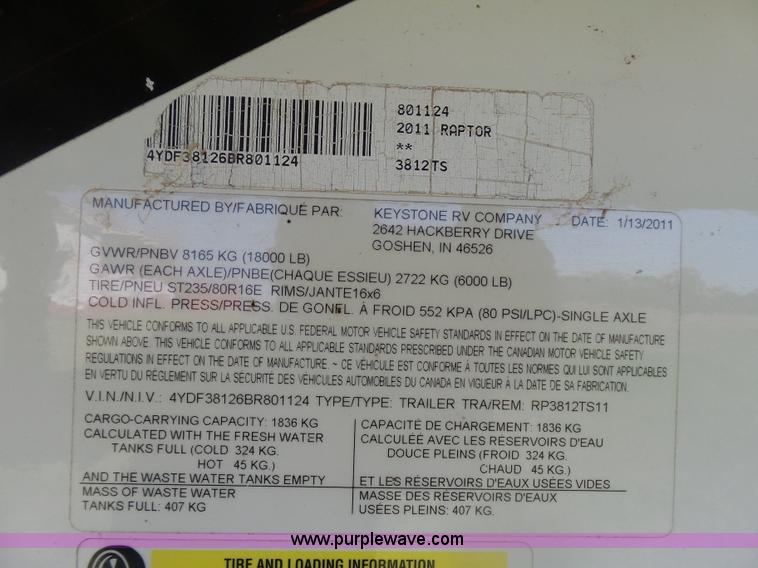 801124
2011 RAPTOR
**
4YDF38126BR801124
3812TS
MANUFACTURED BY/FABRIQUÉ PAR: KEYSTONE RV COMPANY DATE: 1/13/2011
2642 HACKBERRY DRIVE
GOSHEN, IN 46526
GVWR/PNBV 8165 KG (18000 LB)
GAWR (EACH AXLE)/PNBE(CHAQUE ESSIEU) 2722 KG (6000 LB)
TIRE/PNEU ST235/80R16E RIMS/JANTE16x6
COLD INFL. PRESS/PRESS. DE GONFL. À FROID 552 KPA (80 PSI/LPC)-SINGLE AXLE
THIS VEHICLE CONFORMS TO ALL APPLICABLE U.S. FEDERAL MOTOR VEHICLE SAFETY STANDARDS IN EFFECT ON THE DATE OF MANUFACTURE
SHOWN ABOVE. THIS VEHICLE CONFORMS TO ALL APPLICABLE STANDARDS PRESCRIBED UNDER THE CANADIAN MOTOR VEHICLE SAFETY
REGULATIONS IN EFFECT ON THE DATE OF MANUFACTURE. ~ CE VÉHICULE EST CONFORME À TOUTES LES NORMES QUI LUI SONT APPLICABLES
EN VERTU DU RÉGLEMENT SUR LA SÉCURITÉ DES VÉHICULES AUTOMOBILES DU CANADA EN VIGUEUR À LA DATE DE SA FABRICATION.
V.I.N./N.I.V.: 4YDF38126BR801124 TYPE/TYPE: TRAILER TRA/REM: RP3812TS11
CARGO-CARRYING CAPACITY: 1836 KG
CALCULATED WITH THE FRESH WATER
TANKS FULL (COLD 324 KG.
HOT 45 KG.)
AND THE WASTE WATER TANKS EMPTY
MASS OF WASTE WATER
TANKS FULL: 407 KG
CAPACITÉ DE CHARGEMENT: 1836 KG
CALCULÉE AVEC LES RÉSERVOIRS D'EAU
DOUCE PLEINS (FROID 324 KG.
CHAUD 45 KG.)
ET LES RÉSERVOIRS D'EAUX USÉES VIDES
MASSE DES RÉSERVOIRS D'EAUX
USÉES PLEINS: 407 KG.
www.purplewave.com
TIRE AND LOADING INFORMATION